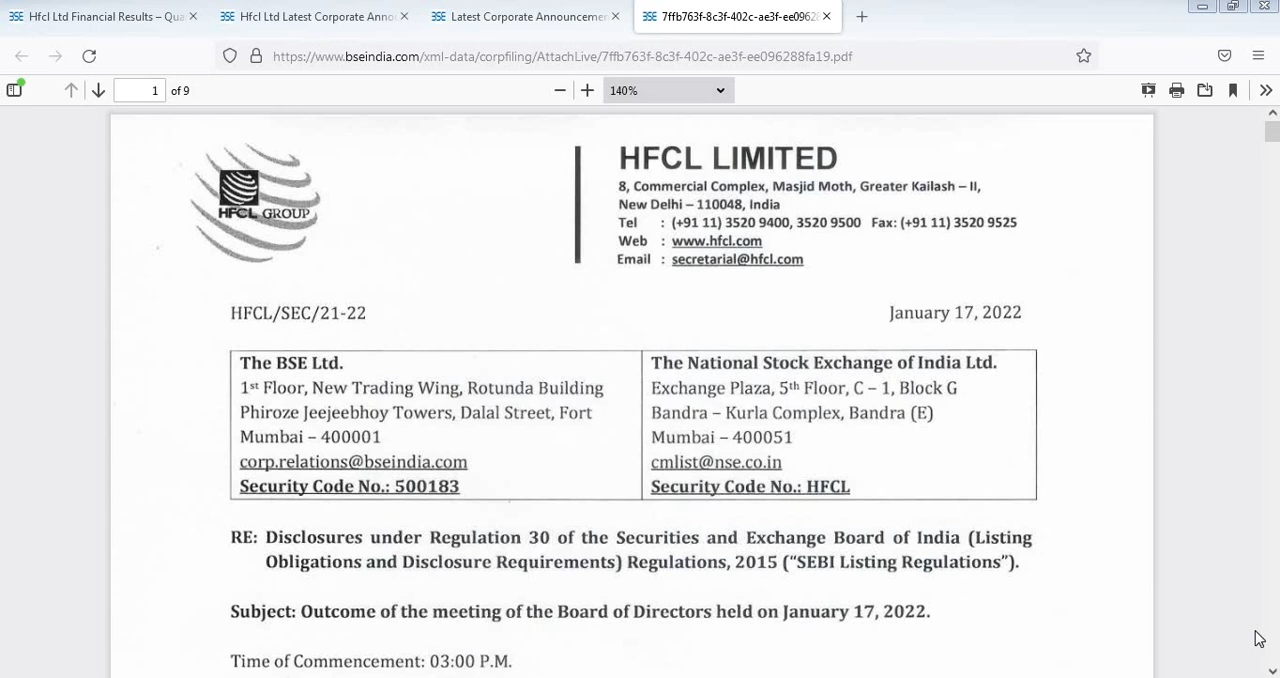 Hfcl Ltd Financial Results – Qua
Hfcl Ltd Latest Corporate Anno
Latest Corporate Announcemen
7ffb763f-8c3f-402c-ae3f-ee0962
https://www.bseindia.com/xml-data/corpfiling/AttachLive/7ffb763f-8c3f-402c-ae3f-ee096288fa19.pdf
1 of 9
140%
HFCL GROUP
HFCL LIMITED
8, Commercial Complex, Masjid Moth, Greater Kailash – II,
New Delhi – 110048, India
Tel : (+91 11) 3520 9400, 3520 9500 Fax: (+91 11) 3520 9525
Web : www.hfcl.com
Email : secretarial@hfcl.com
HFCL/SEC/21-22
January 17, 2022
The BSE Ltd.
1st Floor, New Trading Wing, Rotunda Building
Phiroze Jeejeebhoy Towers, Dalal Street, Fort
Mumbai – 400001
corp.relations@bseindia.com
Security Code No.: 500183
The National Stock Exchange of India Ltd.
Exchange Plaza, 5th Floor, C – 1, Block G
Bandra – Kurla Complex, Bandra (E)
Mumbai – 400051
cmlist@nse.co.in
Security Code No.: HFCL
RE: Disclosures under Regulation 30 of the Securities and Exchange Board of India (Listing
Obligations and Disclosure Requirements) Regulations, 2015 (“SEBI Listing Regulations”).
Subject: Outcome of the meeting of the Board of Directors held on January 17, 2022.
Time of Commencement: 03:00 P.M.